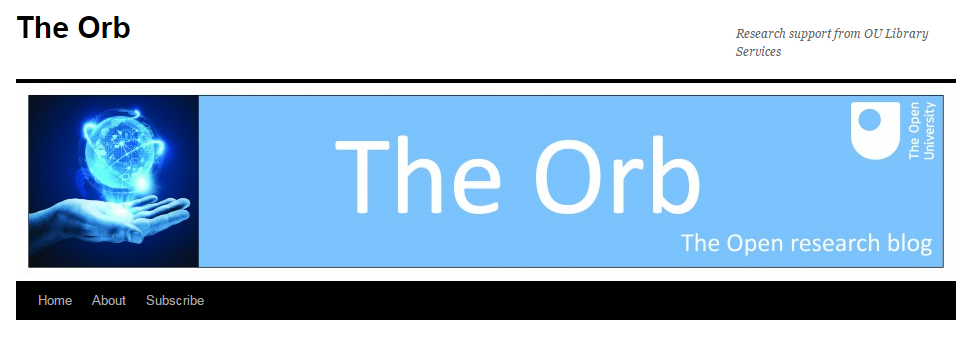 The Orb
Research support from OU Library
Services
The Open
University
The Orb
The Open research blog
Home About Subscribe